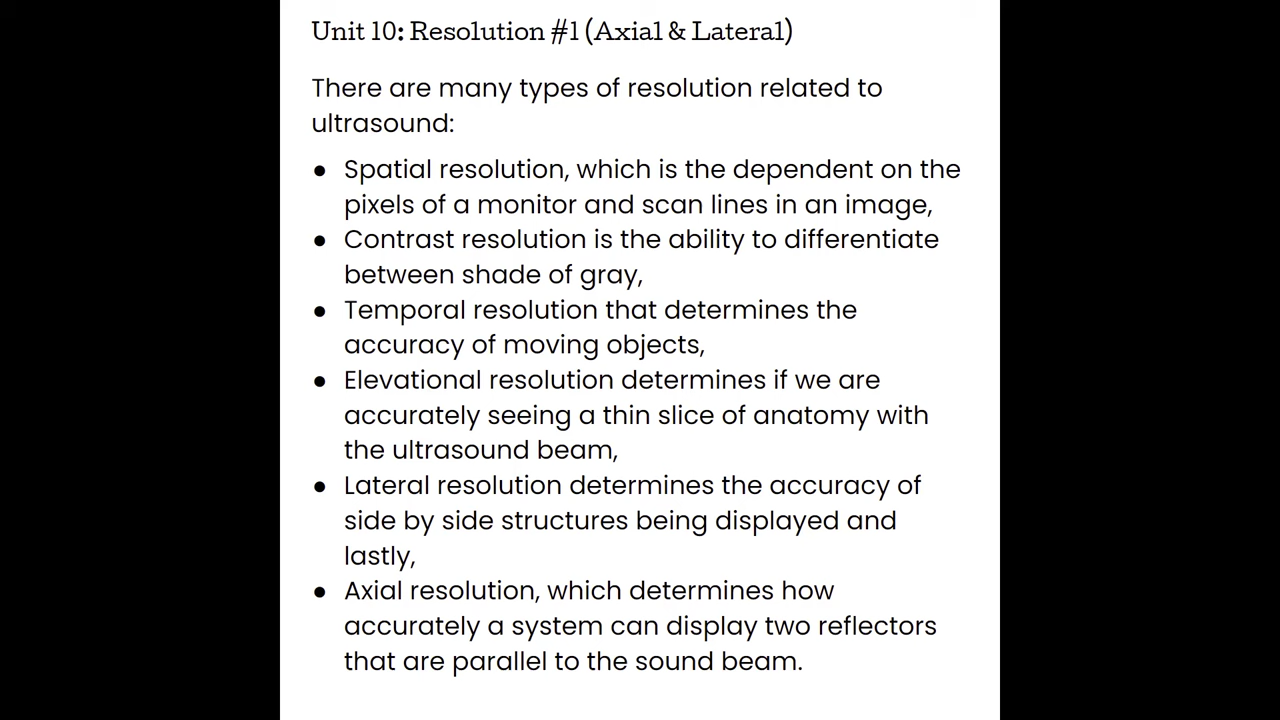 Unit 10: Resolution #1 (Axial & Lateral)
There are many types of resolution related to
ultrasound:
● Spatial resolution, which is the dependent on the
pixels of a monitor and scan lines in an image,
● Contrast resolution is the ability to differentiate
between shade of gray,
● Temporal resolution that determines the
accuracy of moving objects,
● Elevational resolution determines if we are
accurately seeing a thin slice of anatomy with
the ultrasound beam,
● Lateral resolution determines the accuracy of
side by side structures being displayed and
lastly,
● Axial resolution, which determines how
accurately a system can display two reflectors
that are parallel to the sound beam.